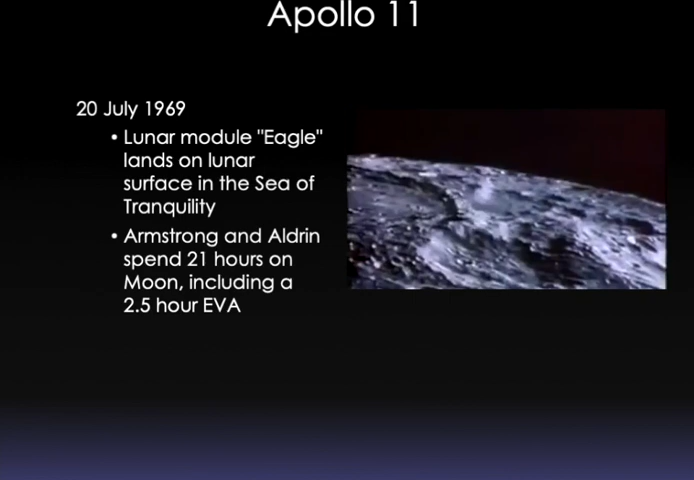 Apollo 11
20 July 1969
• Lunar module "Eagle"
lands on lunar
surface in the Sea of
Tranquility
• Armstrong and Aldrin
spend 21 hours on
Moon, including a
2.5 hour EVA